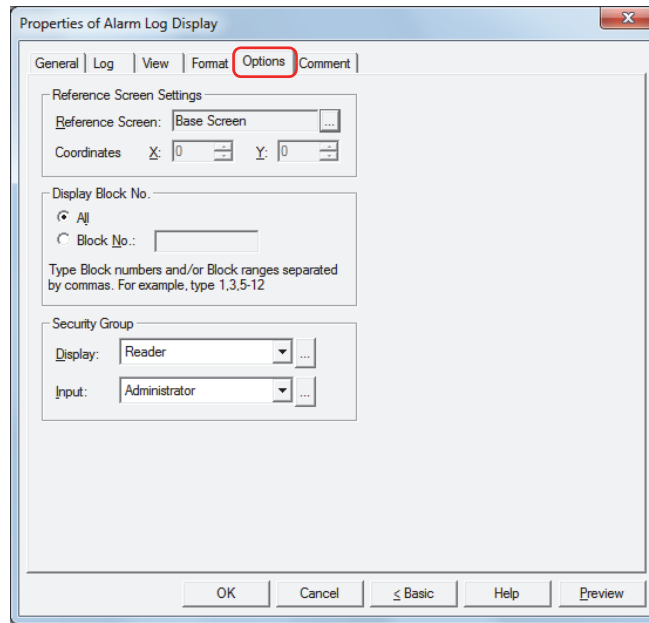 Properties of Alarm Log Display
General Log View Format Options Comment
Reference Screen Settings
Reference Screen: Base Screen ...
Coordinates X: 0 Y: 0
Display Block No.
All
Block No.:
Type Block numbers and/or Block ranges separated
by commas. For example, type 1,3,5-12
Security Group
Display: Reader ...
Input: Administrator ...
OK Cancel < Basic Help Preview